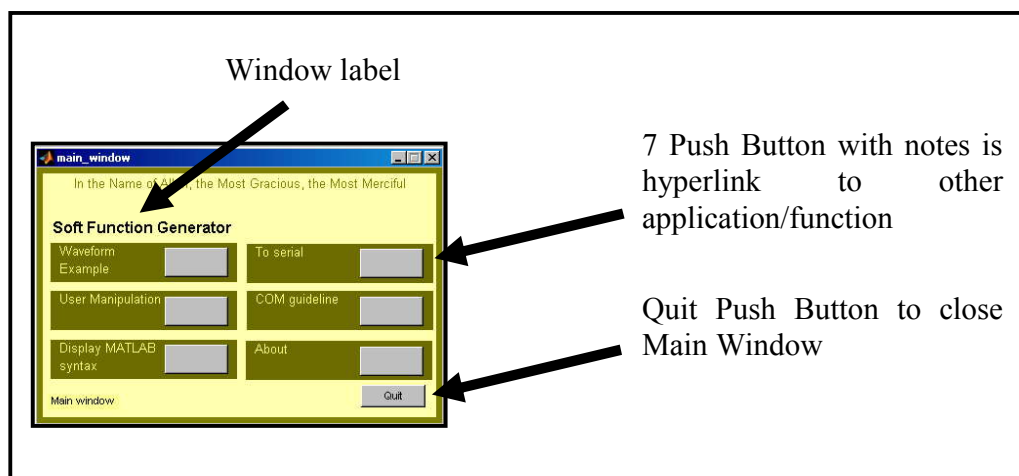 Window label
7 Push Button with notes is
hyperlink to other
application/function
Quit Push Button to close
Main Window
main_window
In the Name of the Most Gracious, the Most Merciful
Soft Function Generator
Waveform
Example
To serial
User Manipulation
COM guideline
Display MATLAB
syntax
About
Main window
Quit